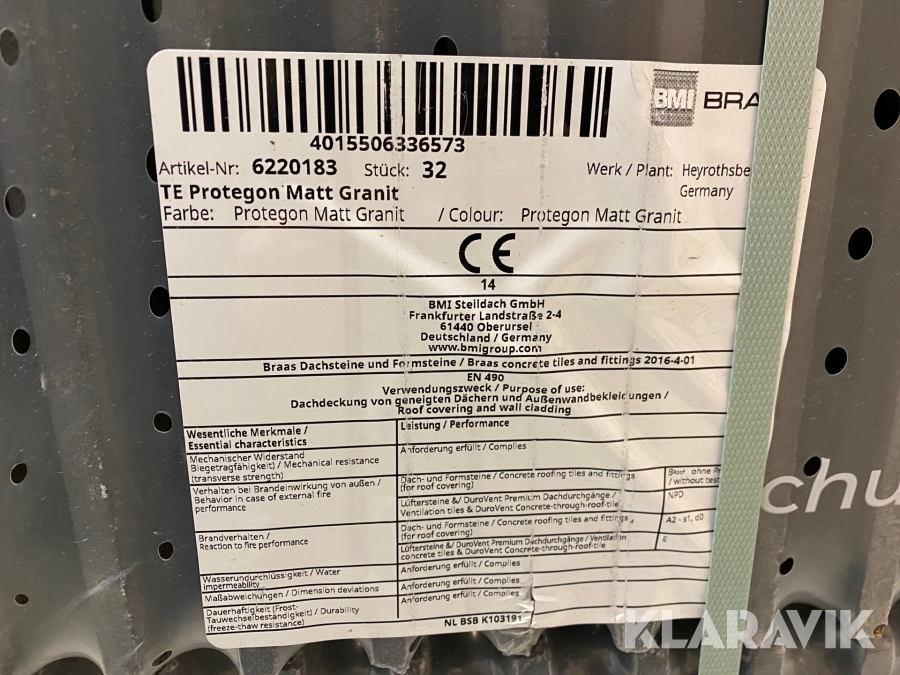 4015506336573
BMI BRA
Artikel-Nr: 6220183 Stück: 32 Werk / Plant: Heyrothsbe
Germany
TE Protegon Matt Granit
Farbe: Protegon Matt Granit / Colour: Protegon Matt Granit
CE
14
BMI Steildach GmbH
Frankfurter Landstraße 2-4
61440 Oberursel
Deutschland / Germany
www.bmigroup.com
Braas Dachsteine und Formsteine / Braas concrete tiles and fittings 2016-4-01
EN 490
Verwendungszweck / Purpose of use:
Dachdeckung von geneigten Dächern und Außenwandbekleidungen /
Roof covering and wall cladding
Wesentliche Merkmale /
Essential characteristics
Leistung / Performance
Mechanischer Widerstand
Biegetragfähigkeit) / Mechanical resistance
(transverse strength)
Anforderung erfüllt / Complies
Verhalten bei Brandeinwirkung von außen /
Behavior in case of external fire
performance
Dach- und Formsteine / Concrete roofing tiles and fittings
(for roof covering)
Broof ohne Pr
/ without test
Lüftersteine &/ DuroVent Premium Dachdurchgänge /
Ventilation tiles & DuroVent Concrete-through-roof-tile
NPD
Brandverhalten /
Reaction to fire performance
Dach- und Formsteine / Concrete roofing tiles and fittings,
(for roof covering)
A2 - s1, d0
Lüftersteine &/ DuroVent Premium Dachdurchgänge / Ventilation
concrete tiles & DuroVent Concrete-through-roof-tile
E
Wasserundurchlässigkeit / Water
impermeability
Anforderung erfüllt / Complies
Maßabweichungen / Dimension deviations
Anforderung erfüllt / Complies
Dauerhaftigkeit (Frost-
Tauwechselbeständigkeit) / Durability
(freeze-thaw resistance)
Anforderung erfüllt / Complies
NL BSB K103191
chu
KLARAVIK